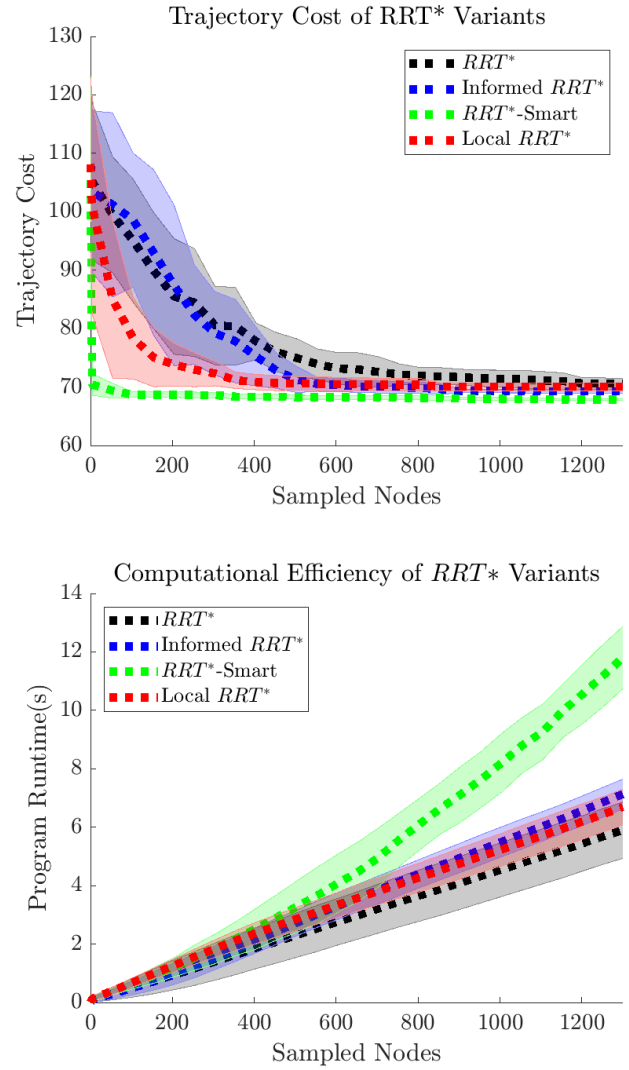 Trajectory Cost of RRT* Variants
130
120
110
100
90
80
70
60
Trajectory Cost
RRT*
Informed RRT*
RRT*-Smart
Local RRT*
0 200 400 600 800 1000 1200
Sampled Nodes
Computational Efficiency of RRT* Variants
14
12
10
8
6
4
2
0
Program Runtime(s)
RRT*
Informed RRT*
RRT*-Smart
Local RRT*
0 200 400 600 800 1000 1200
Sampled Nodes